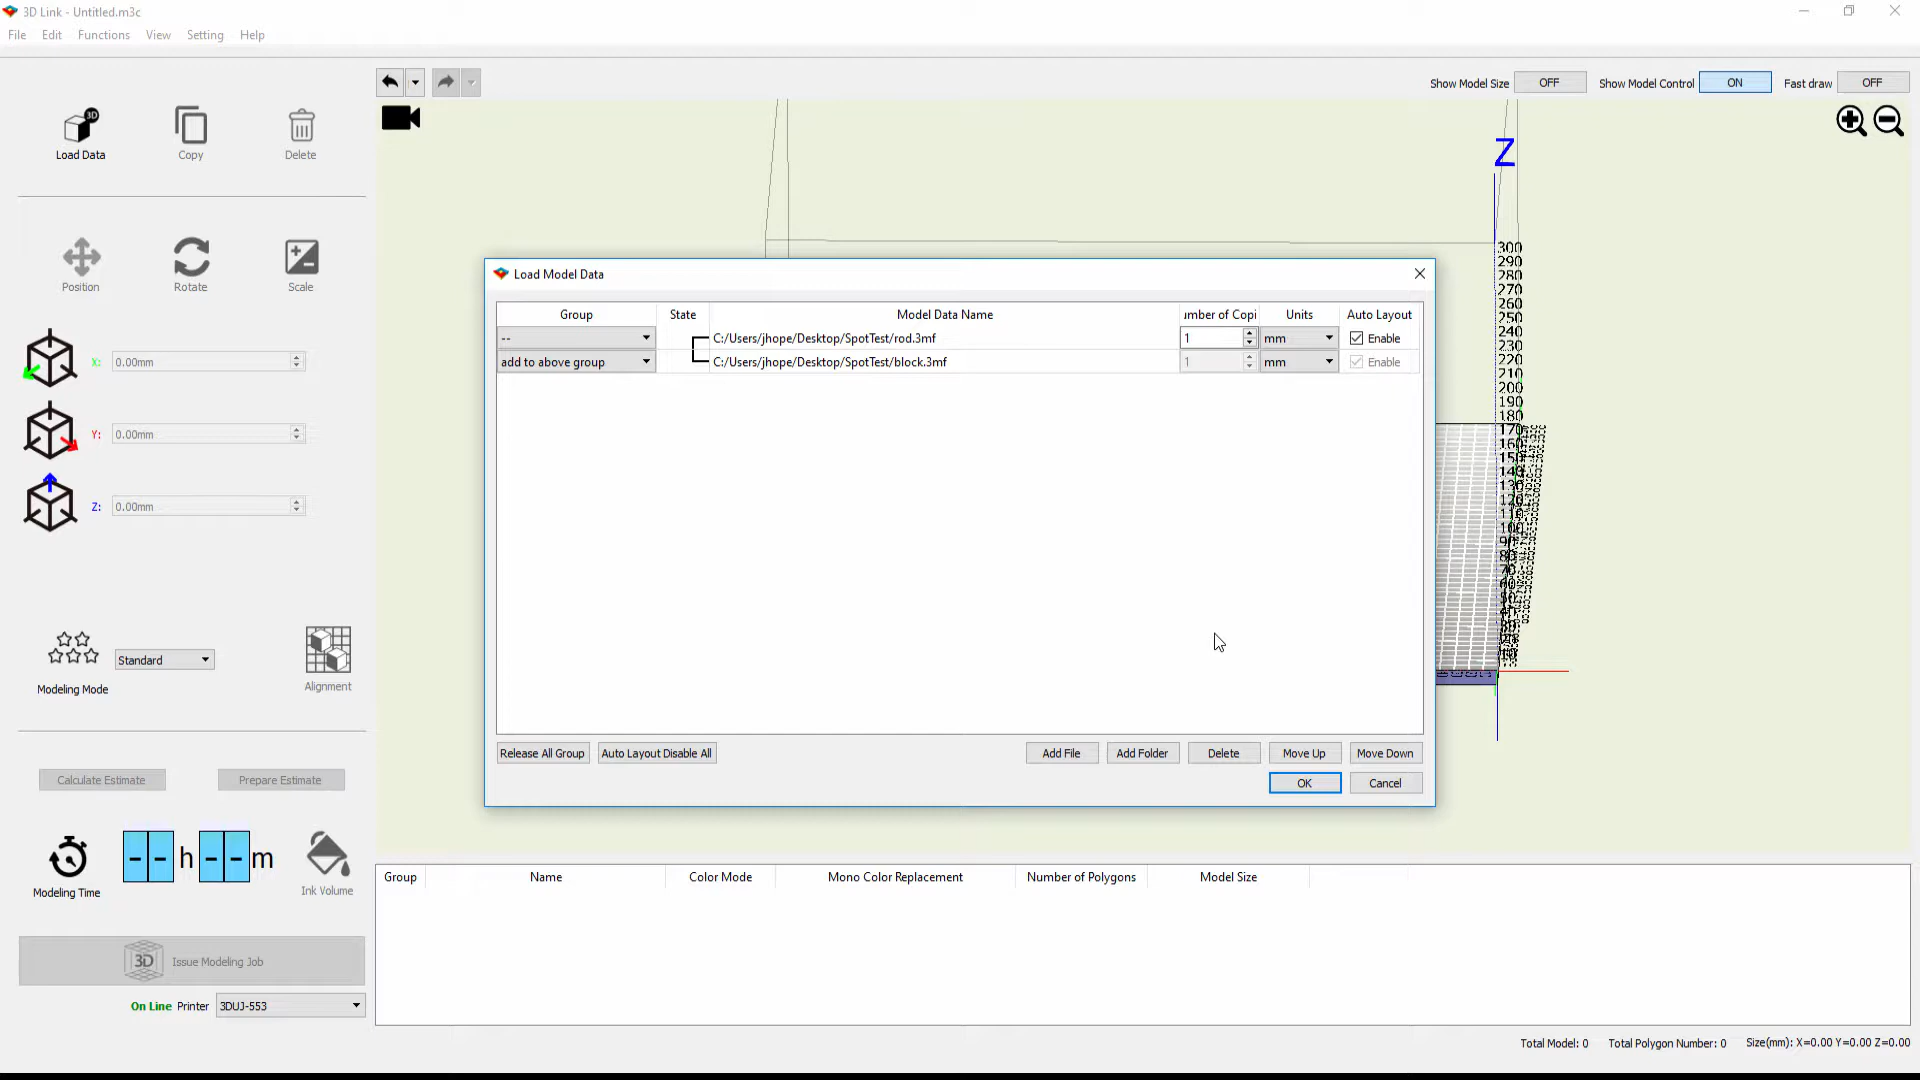 3D Link - Untitled.m3c
File Edit Functions View Setting Help
Show Model Size OFF Show Model Control ON Fast draw OFF
3D
Load Data Copy Delete
Position Rotate Scale
X: 0.00mm
Y: 0.00mm
Z: 0.00mm
Modeling Mode Standard Alignment
Calculate Estimate Prepare Estimate
Modeling Time -- h -- m Ink Volume
3D Issue Modeling Job
On Line Printer 3DUJ-553
Z
300
290
280
270
260
250
240
230
220
210
200
190
180
170
160
Load Model Data
Group State Model Data Name umber of Copi Units Auto Layout
-- C:/Users/jhope/Desktop/SpotTest/rod.3mf 1 mm Enable
add to above group C:/Users/jhope/Desktop/SpotTest/block.3mf 1 mm Enable
Release All Group Auto Layout Disable All Add File Add Folder Delete Move Up Move Down
OK Cancel
Group Name Color Mode Mono Color Replacement Number of Polygons Model Size
Total Model: 0 Total Polygon Number: 0 Size(mm): X=0.00 Y=0.00 Z=0.00